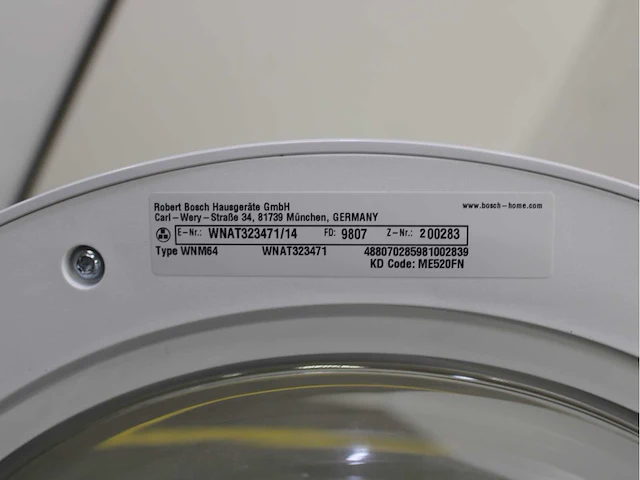 Robert Bosch Hausgeräte GmbH www.bosch-home.com
Carl-Wery-Straße 34, 81739 München, GERMANY
E-Nr.: WNAT323471/14 FD: 9807 Z-Nr.: 200283
Type WNM64 WNAT323471 488070285981002839
KD Code: ME520FN